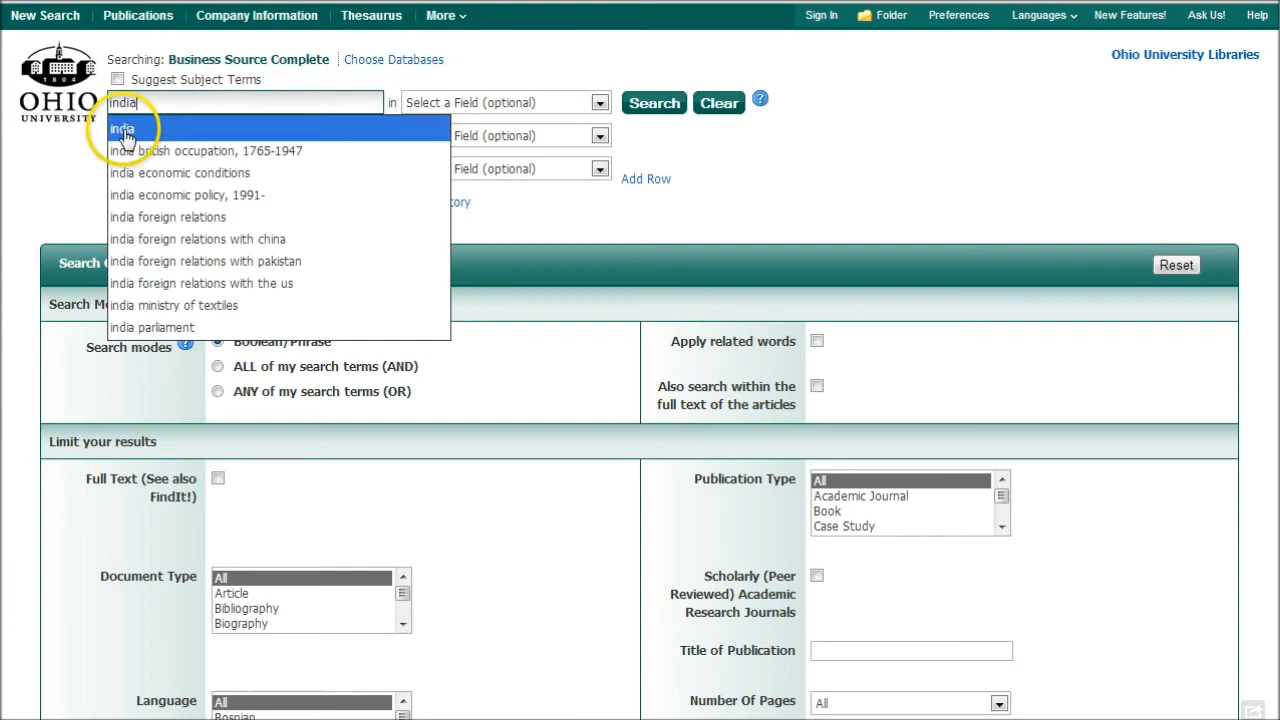 New Search Publications Company Information Thesaurus More Sign In Folder Preferences Languages New Features! Ask Us! Help
Searching: Business Source Complete Choose Databases Ohio University Libraries
Suggest Subject Terms
OHIO
UNIVERSITY
1804
india in Select a Field (optional) Search Clear ?
india
Field (optional)
india british occupation, 1765-1947
Field (optional)
india economic conditions
Add Row
india economic policy, 1991-
tory
india foreign relations
india foreign relations with china
india foreign relations with pakistan
india foreign relations with the us
india ministry of textiles
india parliament
Search Reset
Search M
Search modes ? Boolean/Phrase
ALL of my search terms (AND)
ANY of my search terms (OR)
Apply related words
Also search within the
full text of the articles
Limit your results
Full Text (See also
FindIt!)
Publication Type
All
Academic Journal
Book
Case Study
Document Type
All
Article
Bibliography
Biography
Scholarly (Peer
Reviewed) Academic
Research Journals
Title of Publication
Language
All
Bosnian
Number Of Pages
All